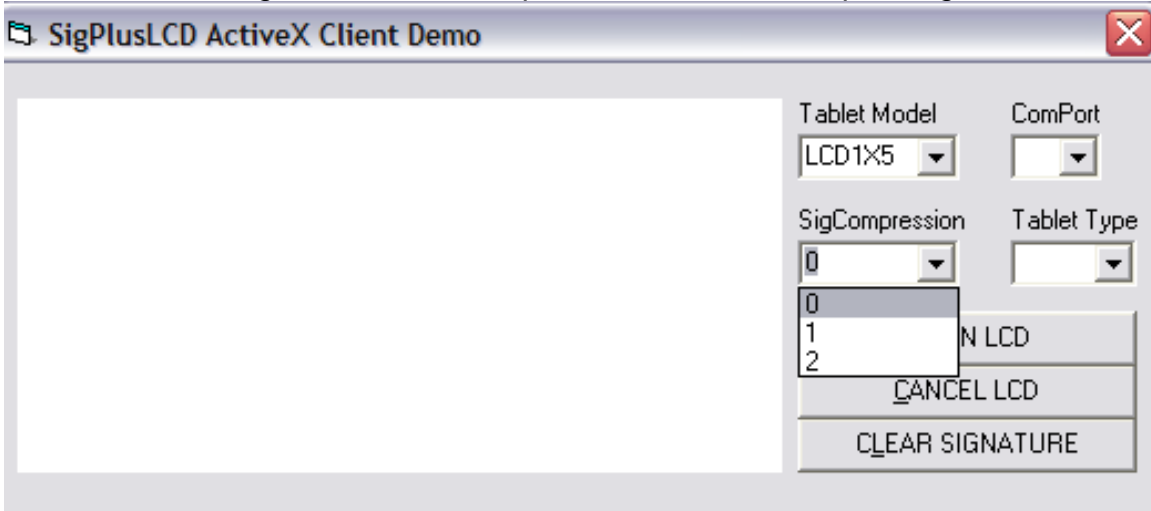 SigPlusLCD ActiveX Client Demo
Tablet Model ComPort
LCD1X5
SigCompression Tablet Type
0
0
1
2
N LCD
CANCEL LCD
CLEAR SIGNATURE